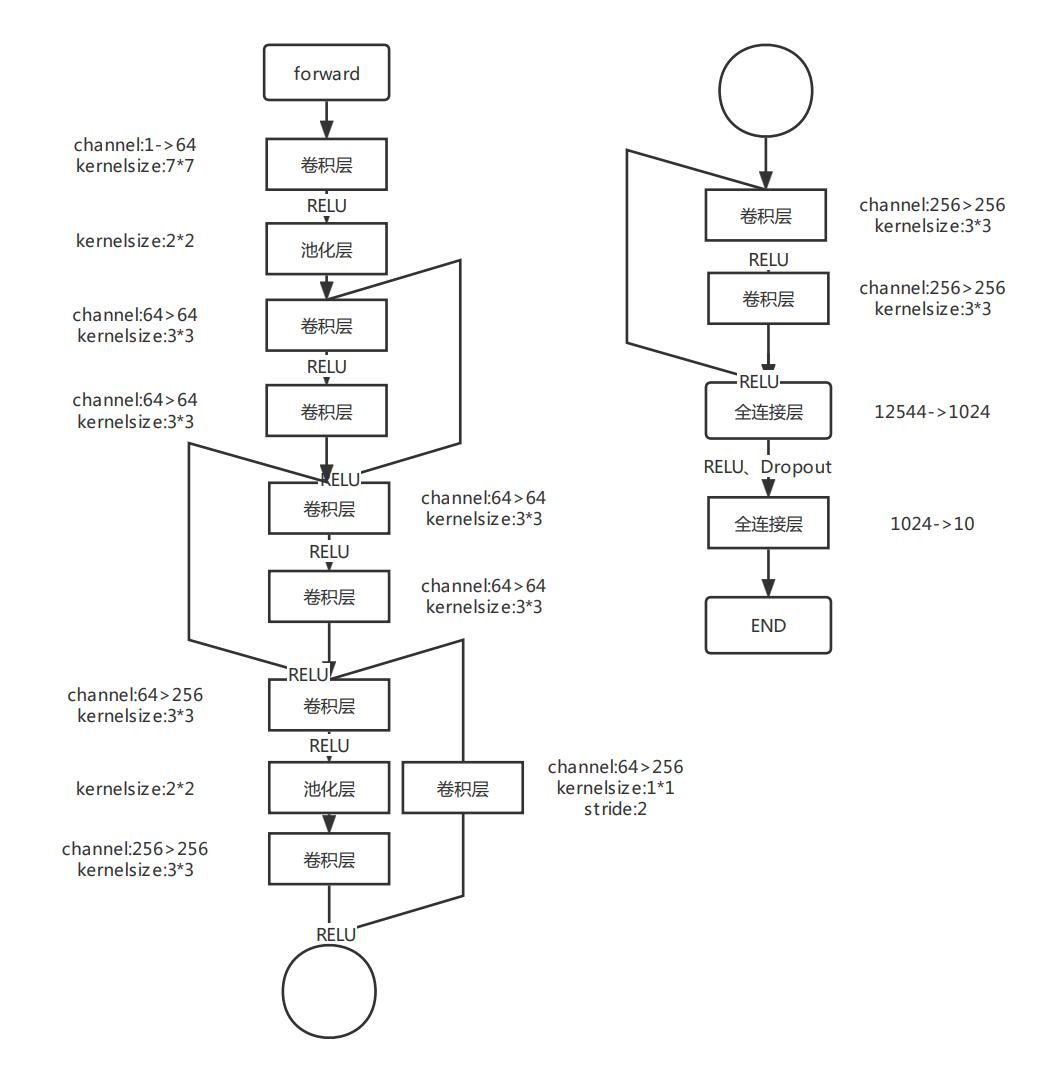 forward
channel:1->64
kernelsize:7*7
卷积层
RELU
kernelsize:2*2
池化层
channel:64>64
kernelsize:3*3
卷积层
RELU
channel:64>64
kernelsize:3*3
卷积层
RELU
卷积层
channel:64>64
kernelsize:3*3
RELU
卷积层
channel:64>64
kernelsize:3*3
RELU
channel:64>256
kernelsize:3*3
卷积层
RELU
kernelsize:2*2
池化层
卷积层
channel:64>256
kernelsize:1*1
stride:2
channel:256>256
kernelsize:3*3
卷积层
RELU
卷积层
channel:256>256
kernelsize:3*3
RELU
卷积层
channel:256>256
kernelsize:3*3
RELU
全连接层
12544->1024
RELU、Dropout
全连接层
1024->10
END